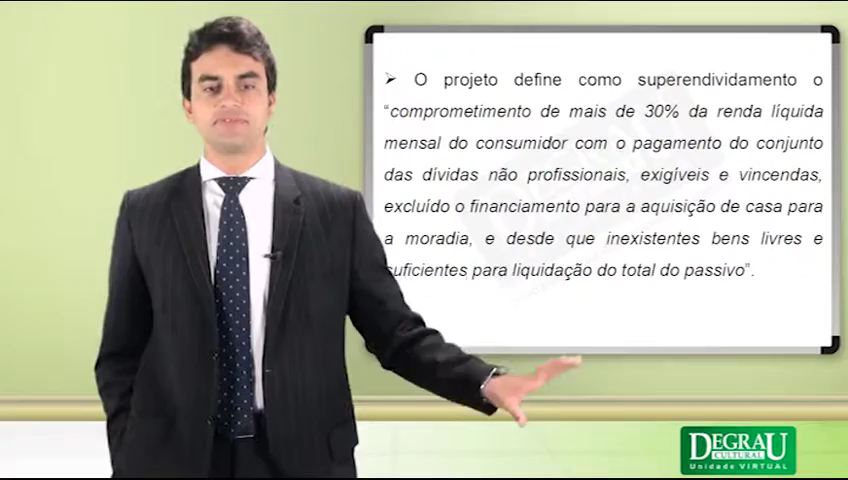 ➢ O projeto define como superendividamento o
“comprometimento de mais de 30% da renda líquida
mensal do consumidor com o pagamento do conjunto
das dívidas não profissionais, exigíveis e vincendas,
excluído o financiamento para a aquisição de casa para
a moradia, e desde que inexistentes bens livres e
suficientes para liquidação do total do passivo”.
DEGRAU
CULTURAL
Unidade VIRTUAL